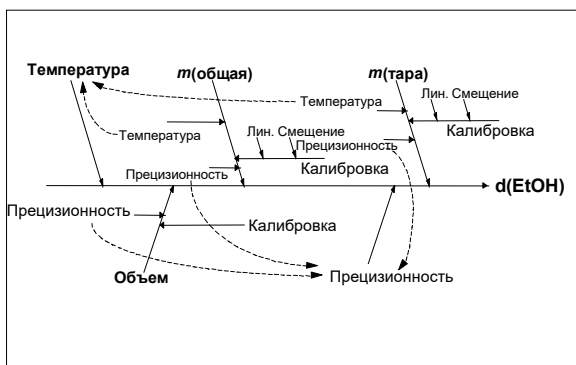 Температура
m(общая)
m(тара)
Температура
Лин. Смещение
Температура
Лин. Смещение
Прецизионность
Калибровка
Калибровка
Прецизионность
d(EtOH)
Прецизионность
Калибровка
Объем
Прецизионность